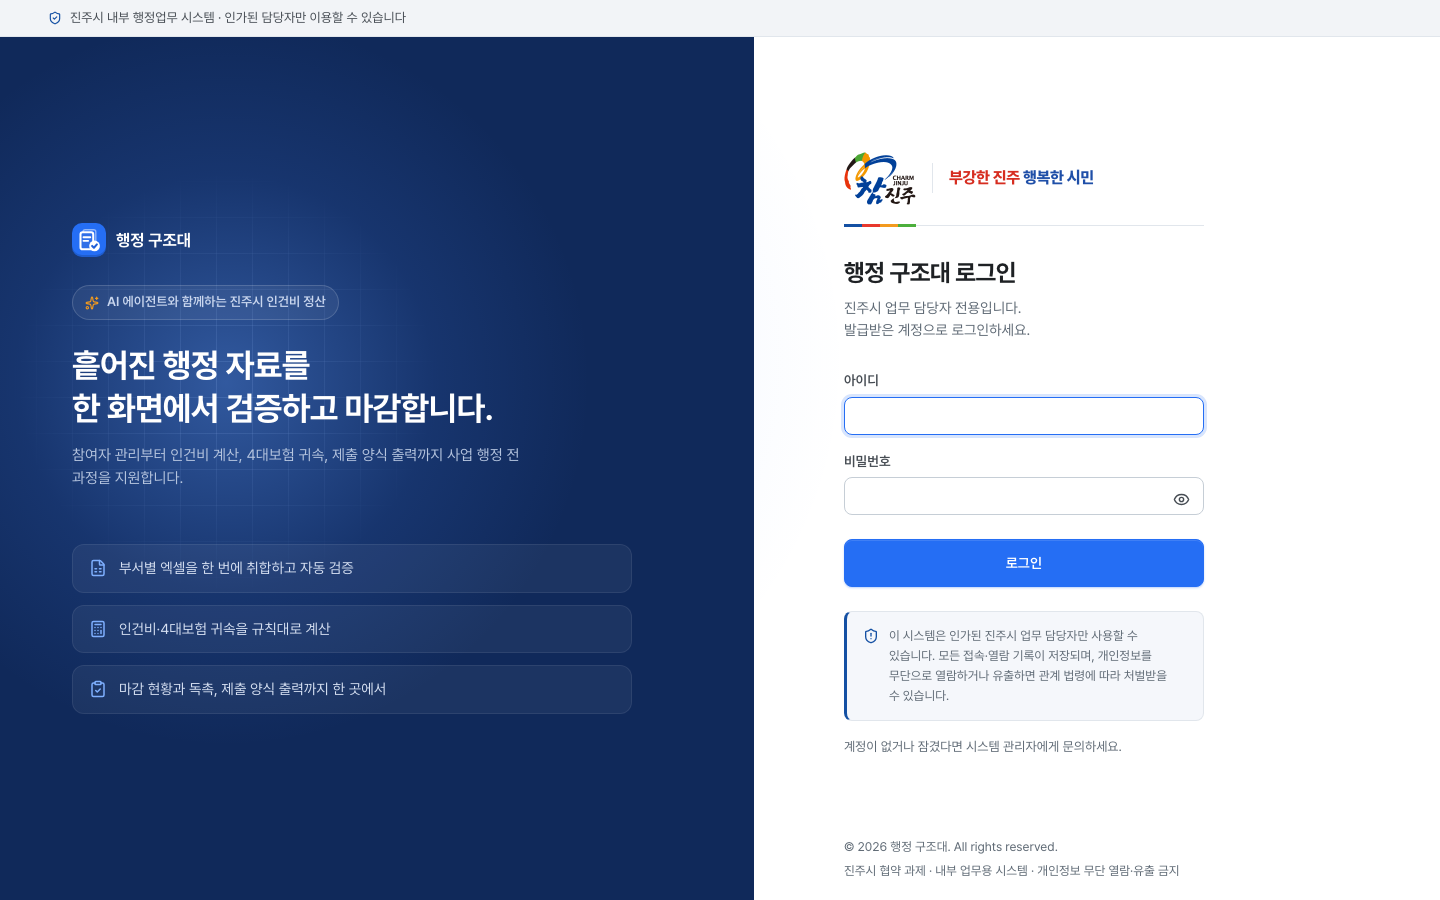 진주시 내부 행정업무 시스템 · 인가된 담당자만 이용할 수 있습니다
행정 구조대
AI 에이전트와 함께하는 진주시 인건비 정산
흩어진 행정 자료를
한 화면에서 검증하고 마감합니다.
참여자 관리부터 인건비 계산, 4대보험 귀속, 제출 양식 출력까지 사업 행정 전
과정을 지원합니다.
부서별 엑셀을 한 번에 취합하고 자동 검증
인건비·4대보험 귀속을 규칙대로 계산
마감 현황과 독촉, 제출 양식 출력까지 한 곳에서
참진주
CHARM
JINJU
부강한 진주 행복한 시민
행정 구조대 로그인
진주시 업무 담당자 전용입니다.
발급받은 계정으로 로그인하세요.
아이디
비밀번호
로그인
이 시스템은 인가된 진주시 업무 담당자만 사용할 수
있습니다. 모든 접속·열람 기록이 저장되며, 개인정보를
무단으로 열람하거나 유출하면 관계 법령에 따라 처벌받을
수 있습니다.
계정이 없거나 잠겼다면 시스템 관리자에게 문의하세요.
© 2026 행정 구조대. All rights reserved.
진주시 협약 과제 · 내부 업무용 시스템 · 개인정보 무단 열람·유출 금지